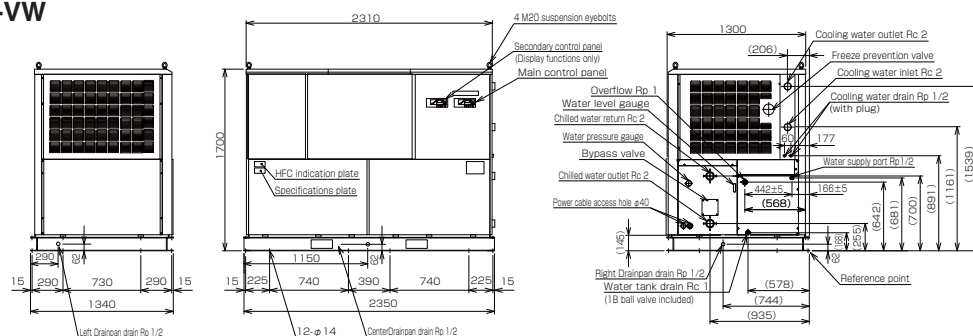 -VW
2310
1700
4 M20 suspension eyebolts
Secondary control panel
(Display functions only)
Main control panel
HFC indication plate
Specifications plate
290
62
15
290
730
290
15
1340
Left Drainpan drain Rp 1/2
1150
62
15
225
740
390
740
225
15
2350
12-φ14
CenterDrainpan drain Rp 1/2
1300
(206)
Cooling water outlet Rc 2
Freeze prevention valve
Cooling water inlet Rc 2
Cooling water drain Rp 1/2
(with plug)
60
177
Overflow Rp 1
Water level gauge
Chilled water return Rc 2
Water pressure gauge
Bypass valve
Chilled water outlet Rc 2
Power cable access hole φ40
Water supply port Rp1/2
442±5
166±5
(568)
(145)
(642)
(681)
(700)
(891)
(1161)
(1539)
(255)
(168)
62
Right Drainpan drain Rp 1/2
Water tank drain Rc 1
(1B ball valve included)
Reference point
(578)
(744)
(935)